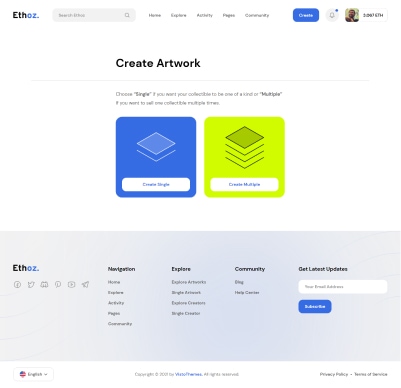 Ethoz.
Search Ethoz
Home
Explore
Activity
Pages
Community
Create
3.007 ETH
Create Artwork
Choose "Single" if you want your collectible to be one of a kind or "Multiple"
if you want to sell one collectible multiple times.
Create Single
Create Multiple
Ethoz.
Navigation
Home
Explore
Activity
Pages
Community
Explore
Explore Artworks
Single Artwork
Explore Creators
Single Creator
Community
Blog
Help Center
Get Latest Updates
Your Email Address
Subscribe
English
Copyright © 2021 by VistoThemes. All rights reserved.
Privacy Policy • Terms of Service